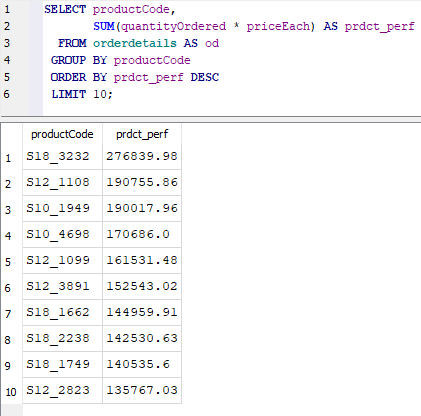 1 SELECT productCode,
2 SUM(quantityOrdered * priceEach) AS prdct_perf
3 FROM orderdetails AS od
4 GROUP BY productCode
5 ORDER BY prdct_perf DESC
6 LIMIT 10;
productCode prdct_perf
1 S18_3232 276839.98
2 S12_1108 190755.86
3 S10_1949 190017.96
4 S10_4698 170686.0
5 S12_1099 161531.48
6 S12_3891 152543.02
7 S18_1662 144959.91
8 S18_2238 142530.63
9 S18_1749 140535.6
10 S12_2823 135767.03